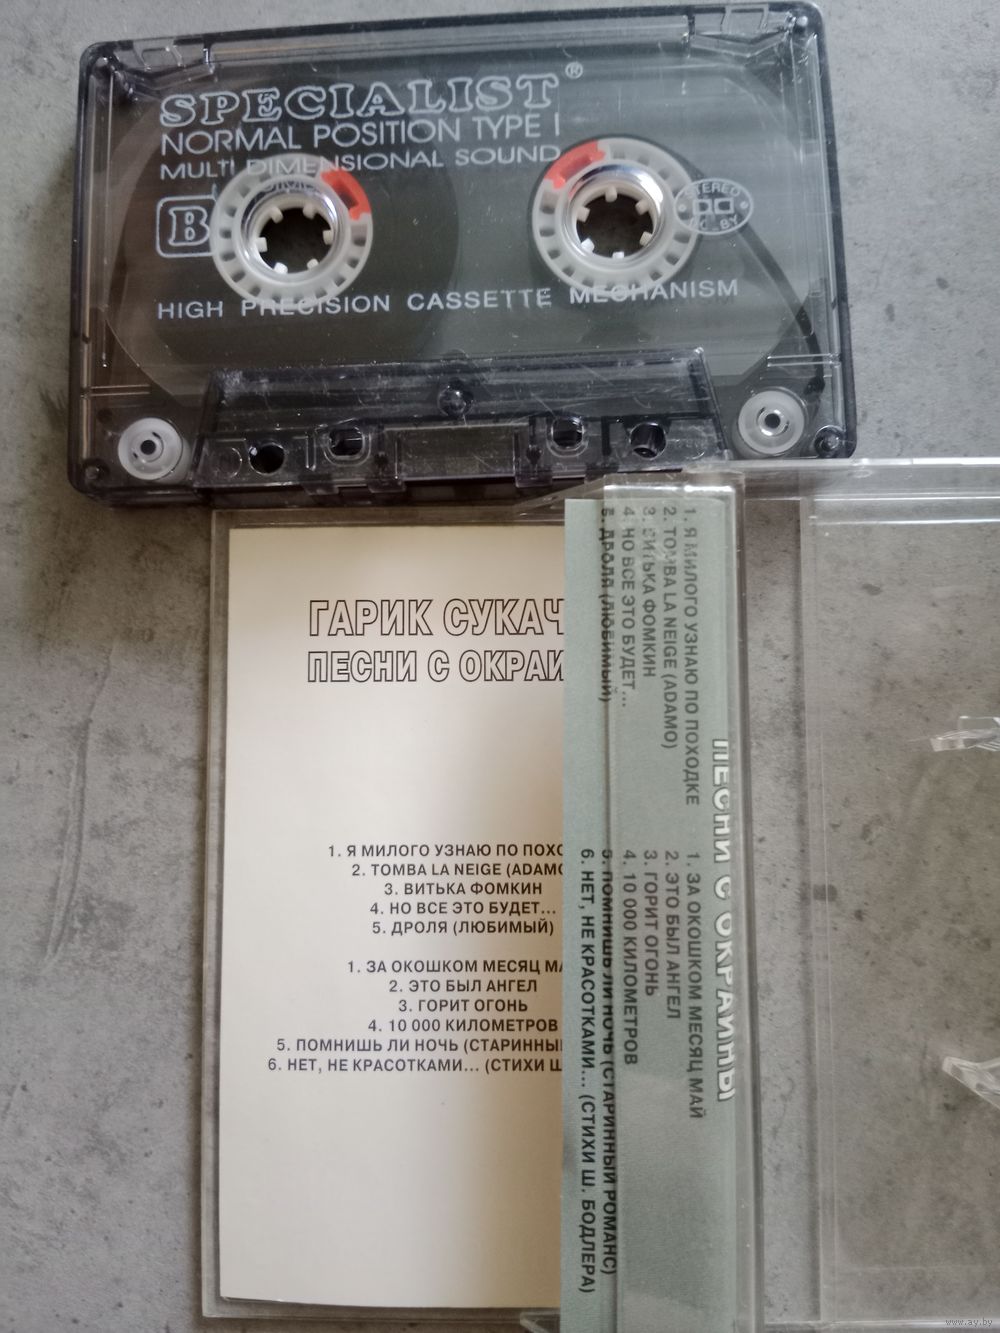 SPECIALIST®
NORMAL POSITION TYPE I
MULTI DIMENSIONAL SOUND
B
STEREO
HIGH PRECISION CASSETTE MECHANISM
ГАРИК СУКАЧ
ПЕСНИ С ОКРАИ
1. Я МИЛОГО УЗНАЮ ПО ПОХО
2. TOMBA LA NEIGE (ADAMO
3. ВИТЬКА ФОМКИН
4. НО ВСЕ ЭТО БУДЕТ...
5. ДРОЛЯ (ЛЮБИМЫЙ)
1. ЗА ОКОШКОМ МЕСЯЦ МА
2. ЭТО БЫЛ АНГЕЛ
3. ГОРИТ ОГОНЬ
4. 10 000 КИЛОМЕТРОВ
5. ПОМНИШЬ ЛИ НОЧЬ (СТАРИННЫ
6. НЕТ, НЕ КРАСОТКАМИ... (СТИХИ Ш
ПЕСНИ С ОКРАИНЫ
1. Я МИЛОГО УЗНАЮ ПО ПОХОДКЕ
2. TOMBA LA NEIGE (ADAMO)
3. ВИТЬКА ФОМКИН
4. НО ВСЕ ЭТО БУДЕТ...
5. ДРОЛЯ (ЛЮБИМЫЙ)
1. ЗА ОКОШКОМ МЕСЯЦ МАЙ
2. ЭТО БЫЛ АНГЕЛ
3. ГОРИТ ОГОНЬ
4. 10 000 КИЛОМЕТРОВ
5. ПОМНИШЬ ЛИ НОЧЬ (СТАРИННЫЙ РОМАНС)
6. НЕТ, НЕ КРАСОТКАМИ... (СТИХИ Ш. БОДЛЕРА)
www.ay.by